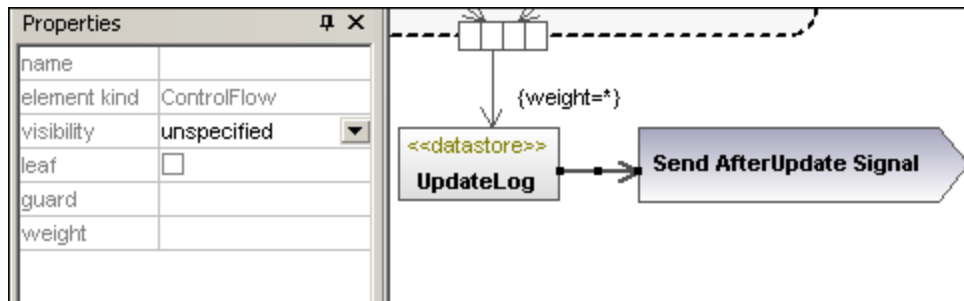 Properties
name
element kind ControlFlow
visibility unspecified
leaf
guard
weight
{weight=*}
<<datastore>>
UpdateLog
Send AfterUpdate Signal